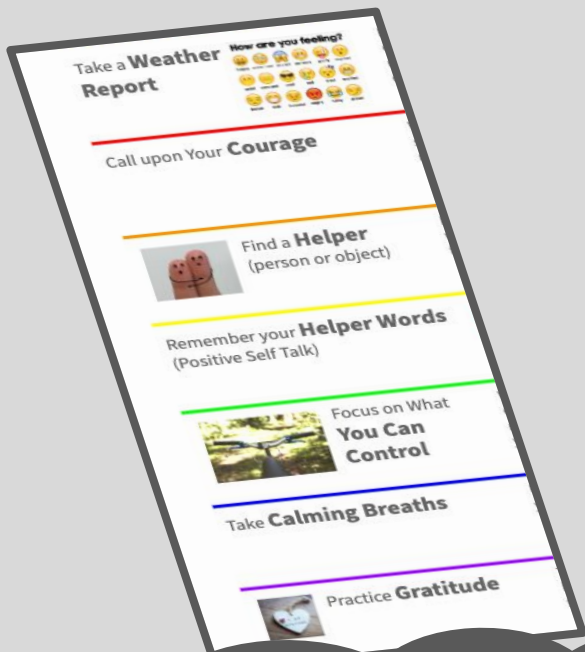 Take a Weather
Report
How are you feeling?
Call upon Your Courage
Find a Helper
(person or object)
Remember your Helper Words
(Positive Self Talk)
Focus on What
You Can
Control
Take Calming Breaths
Practice Gratitude